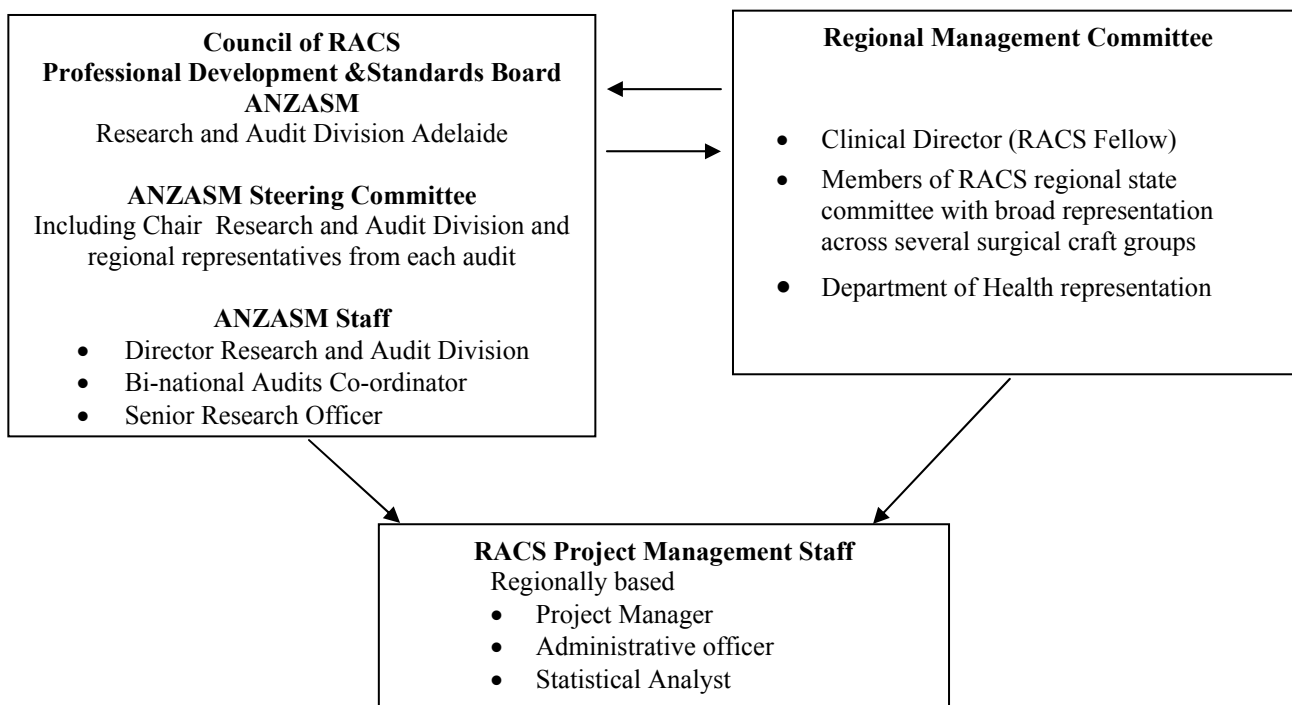 Council of RACS
Professional Development &Standards Board
ANZASM
Research and Audit Division Adelaide
ANZASM Steering Committee
Including Chair Research and Audit Division and
regional representatives from each audit
ANZASM Staff
• Director Research and Audit Division
• Bi-national Audits Co-ordinator
• Senior Research Officer
Regional Management Committee
• Clinical Director (RACS Fellow)
• Members of RACS regional state
committee with broad representation
across several surgical craft groups
• Department of Health representation
RACS Project Management Staff
Regionally based
• Project Manager
• Administrative officer
• Statistical Analyst